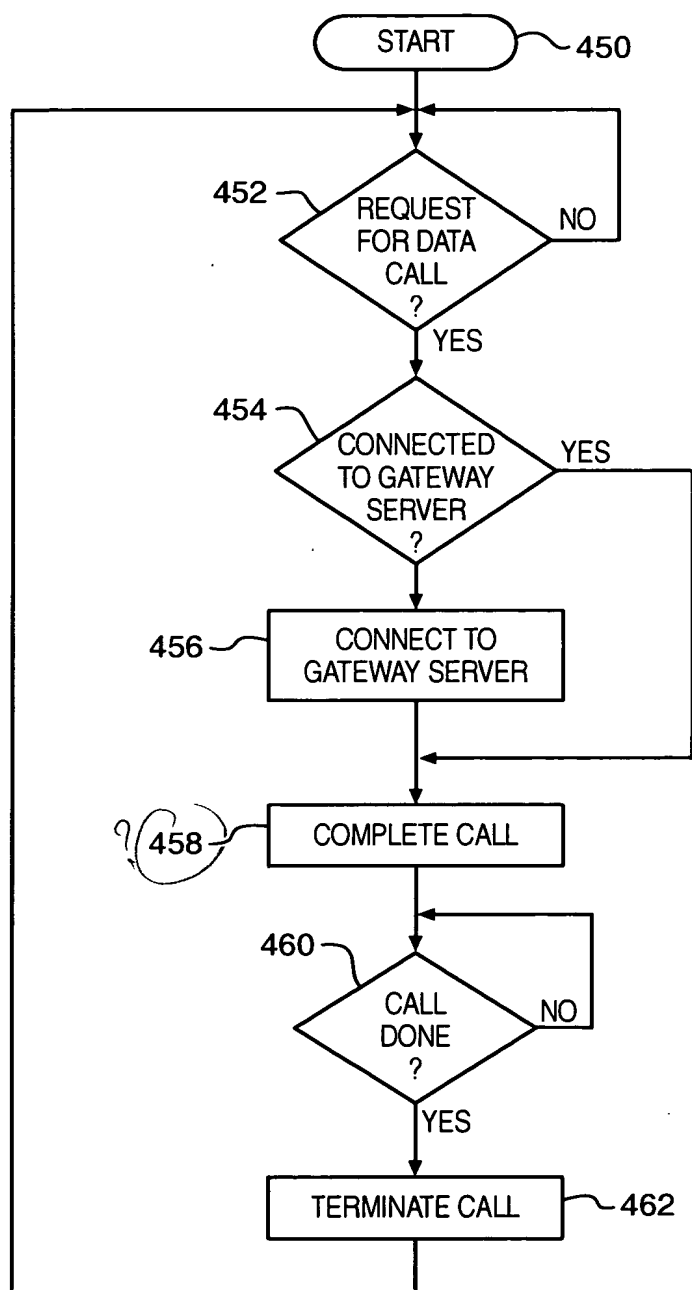 START
450
452
REQUEST
FOR DATA
CALL
?
NO
YES
454
CONNECTED
TO GATEWAY
SERVER
?
YES
456
CONNECT TO
GATEWAY SERVER
?
458
COMPLETE CALL
460
CALL
DONE
?
NO
YES
TERMINATE CALL
462